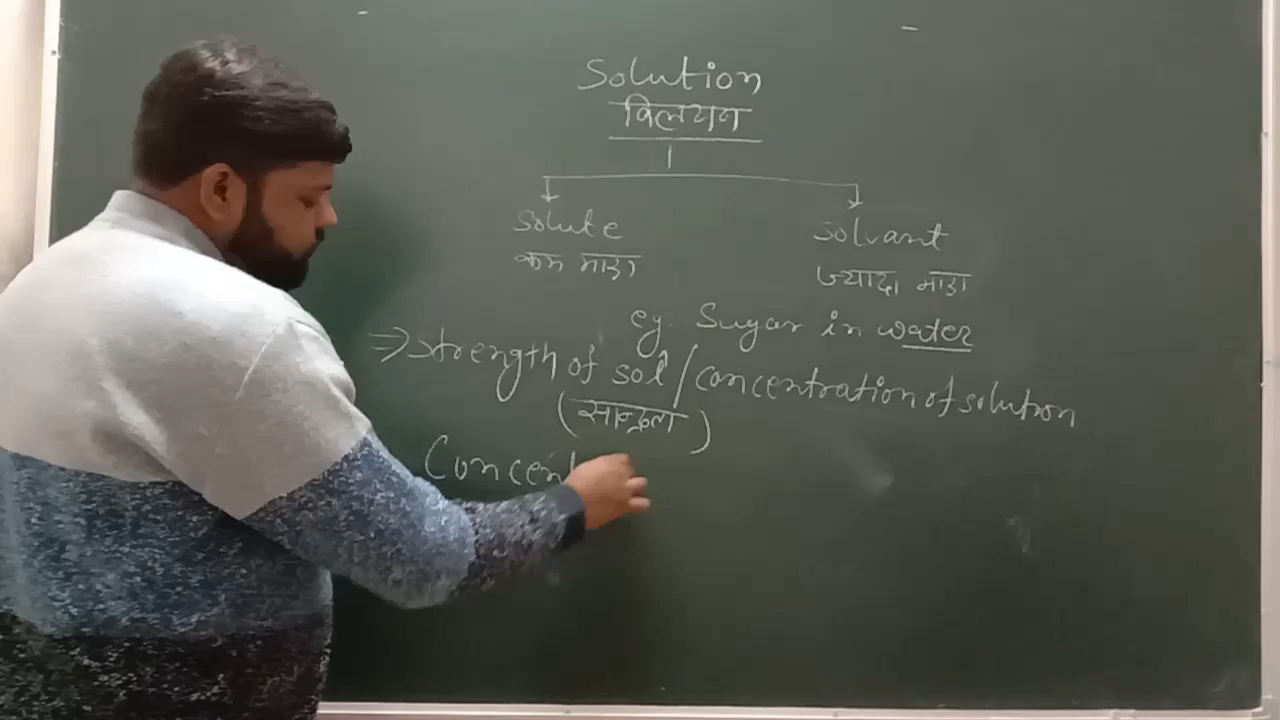 Solution
विलयन
Solute solvant
कम मात्रा ज्यादा मात्रा
eg. Sugar in water
⇒ Strength of sol / concentration of solution
(सान्द्रता)
Concent